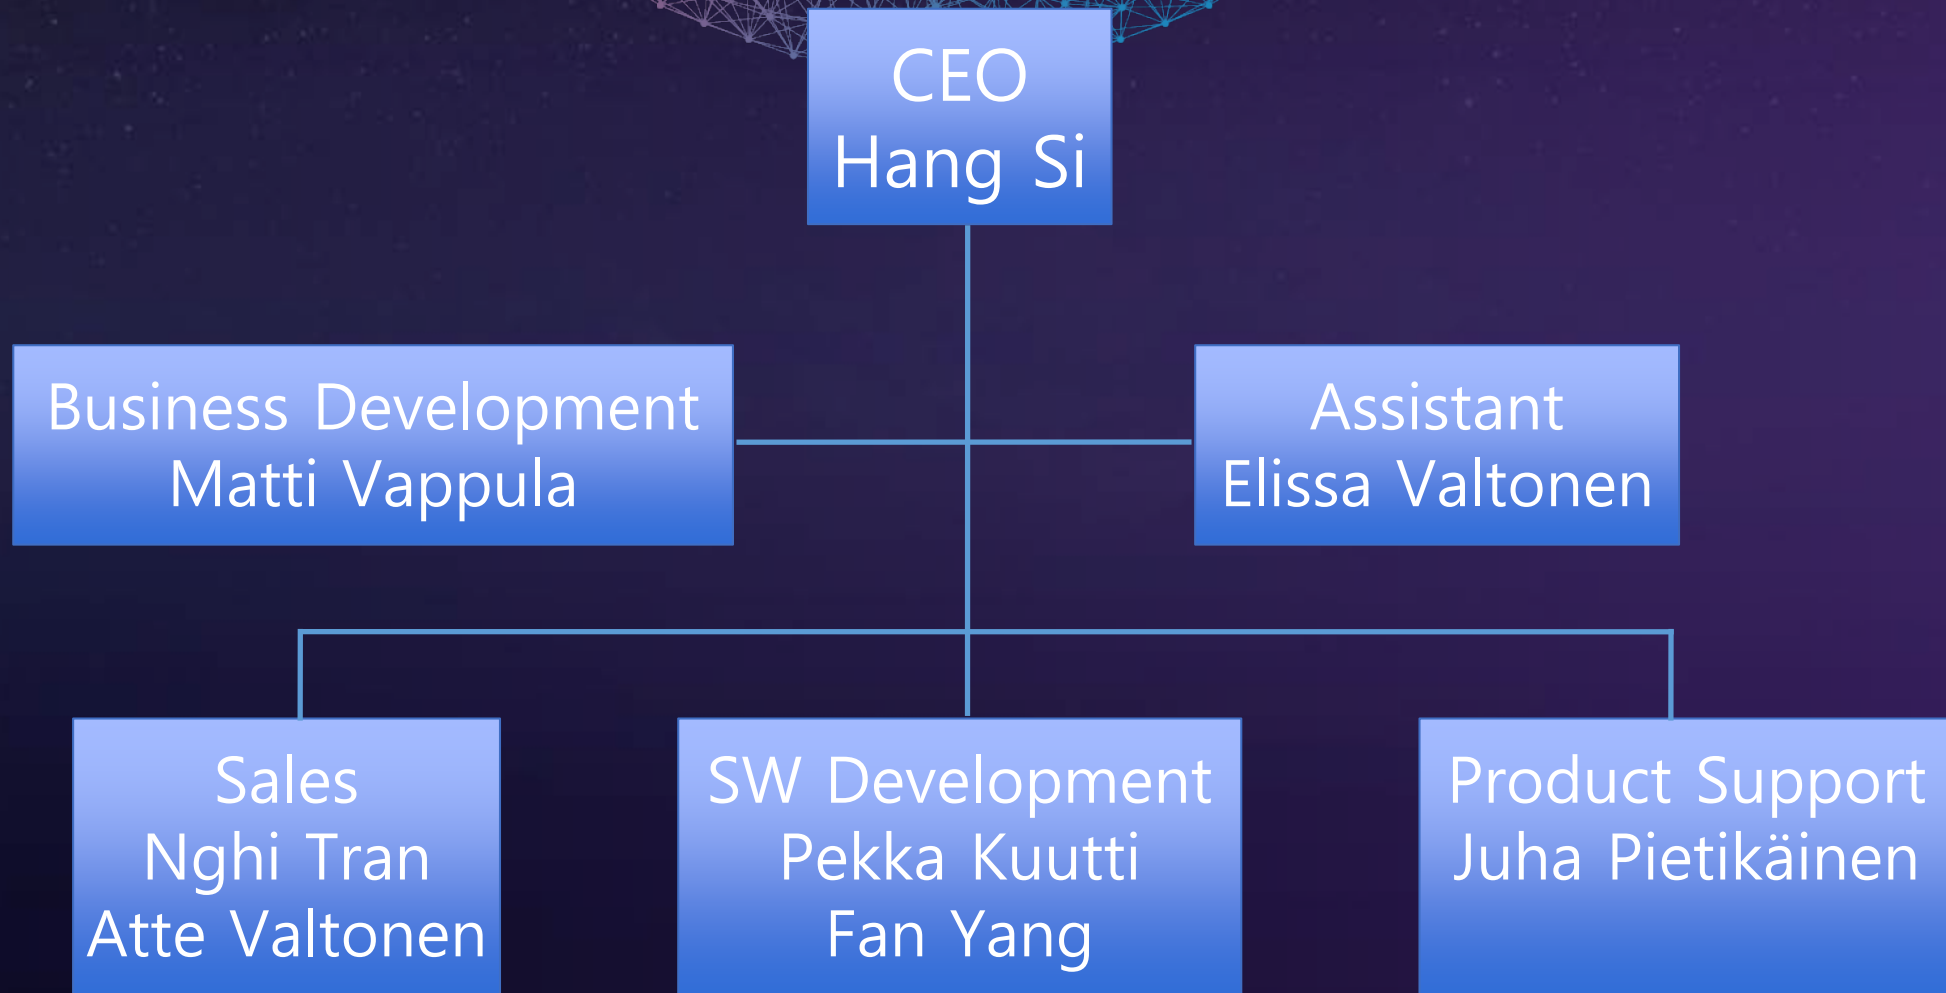 CEO
Hang Si
Business Development
Matti Vappula
Assistant
Elissa Valtonen
Sales
Nghi Tran
Atte Valtonen
SW Development
Pekka Kuutti
Fan Yang
Product Support
Juha Pietikäinen